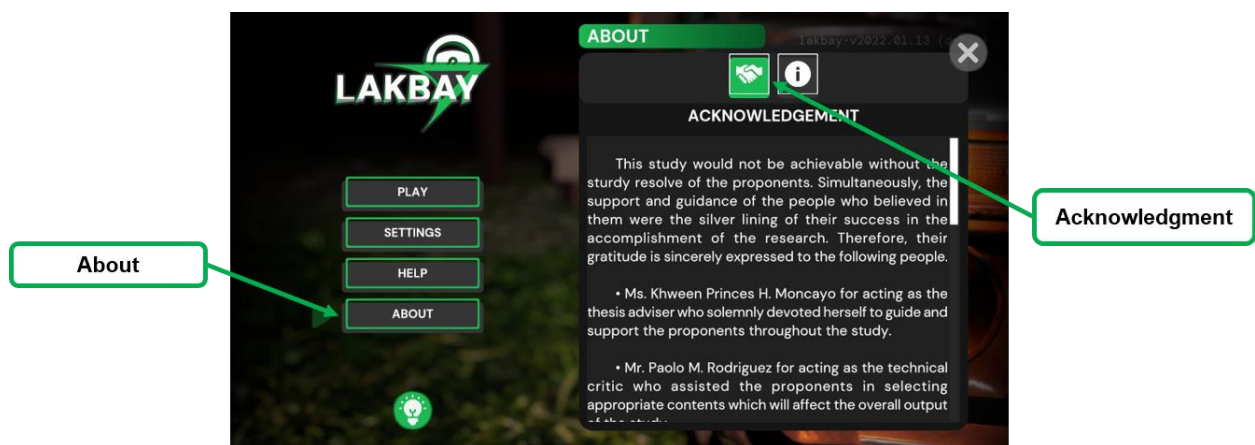 LAKBAY
PLAY
SETTINGS
HELP
ABOUT
About
ABOUT
lakbay-v2022.01.13
ACKNOWLEDGEMENT
This study would not be achievable without the
sturdy resolve of the proponents. Simultaneously, the
support and guidance of the people who believed in
them were the silver lining of their success in the
accomplishment of the research. Therefore, their
gratitude is sincerely expressed to the following people.
• Ms. Khween Princes H. Moncayo for acting as the
thesis adviser who solemnly devoted herself to guide and
support the proponents throughout the study.
• Mr. Paolo M. Rodriguez for acting as the technical
critic who assisted the proponents in selecting
appropriate contents which will affect the overall output
of the study
Acknowledgment